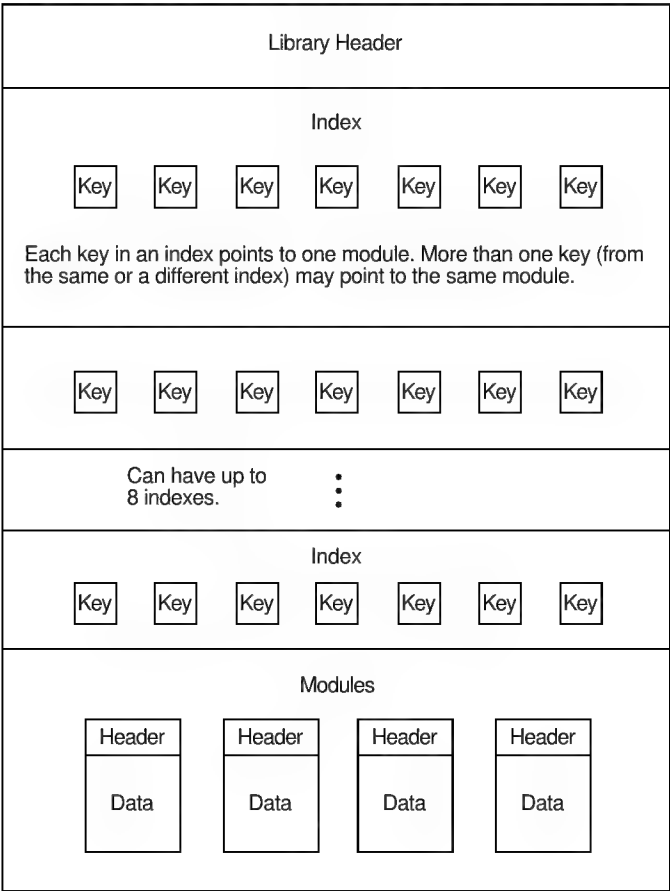 Library Header
Index
Key Key Key Key Key Key Key
Each key in an index points to one module. More than one key (from
the same or a different index) may point to the same module.
Key Key Key Key Key Key Key
Can have up to
8 indexes.
Index
Key Key Key Key Key Key Key
Modules
Header Header Header Header
Data Data Data Data